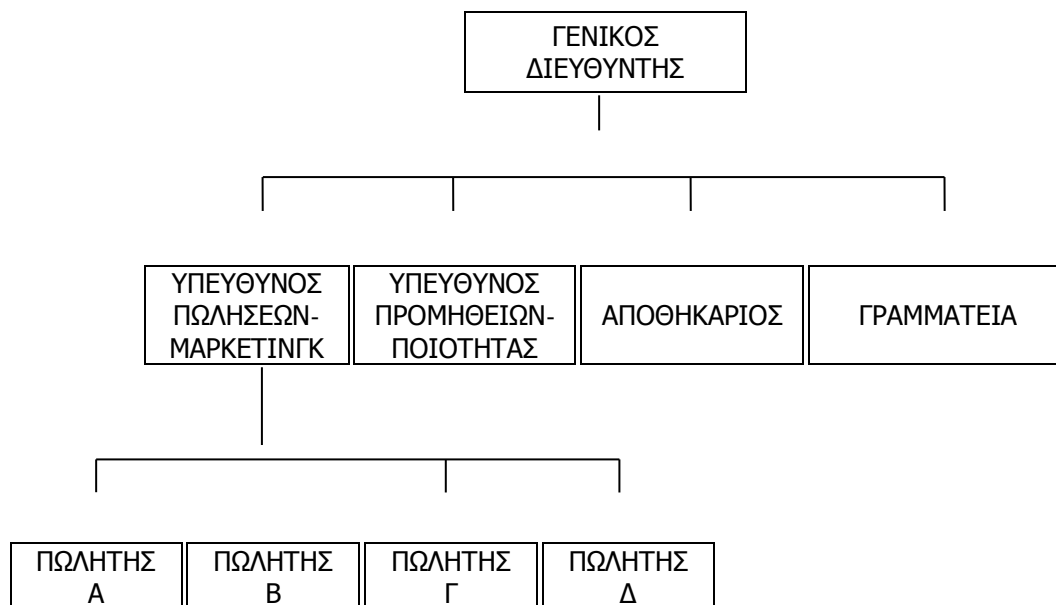 ΓΕΝΙΚΟΣ
ΔΙΕΥΘΥΝΤΗΣ
ΥΠΕΥΘΥΝΟΣ
ΠΩΛΗΣΕΩΝ-
ΜΑΡΚΕΤΙΝΓΚ
ΥΠΕΥΘΥΝΟΣ
ΠΡΟΜΗΘΕΙΩΝ-
ΠΟΙΟΤΗΤΑΣ
ΑΠΟΘΗΚΑΡΙΟΣ
ΓΡΑΜΜΑΤΕΙΑ
ΠΩΛΗΤΗΣ
Α
ΠΩΛΗΤΗΣ
Β
ΠΩΛΗΤΗΣ
Γ
ΠΩΛΗΤΗΣ
Δ